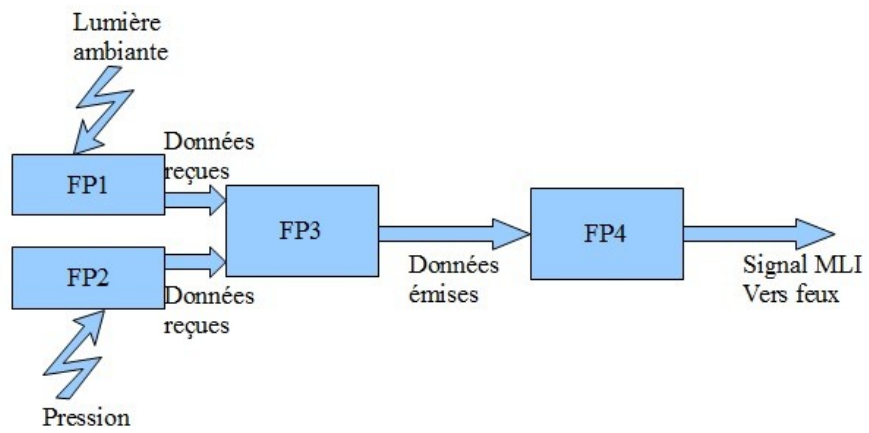 Lumière
ambiante
Données
reçues
FP1
FP3
FP4
FP2
Données
reçues
Données
émises
Signal MLI
Vers feux
Pression